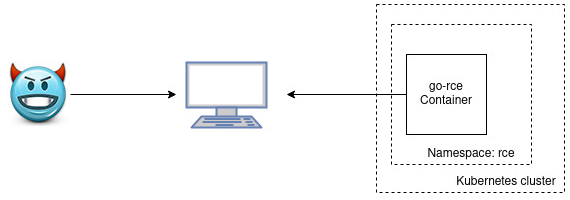 go-rce
Container
Namespace: rce
Kubernetes cluster